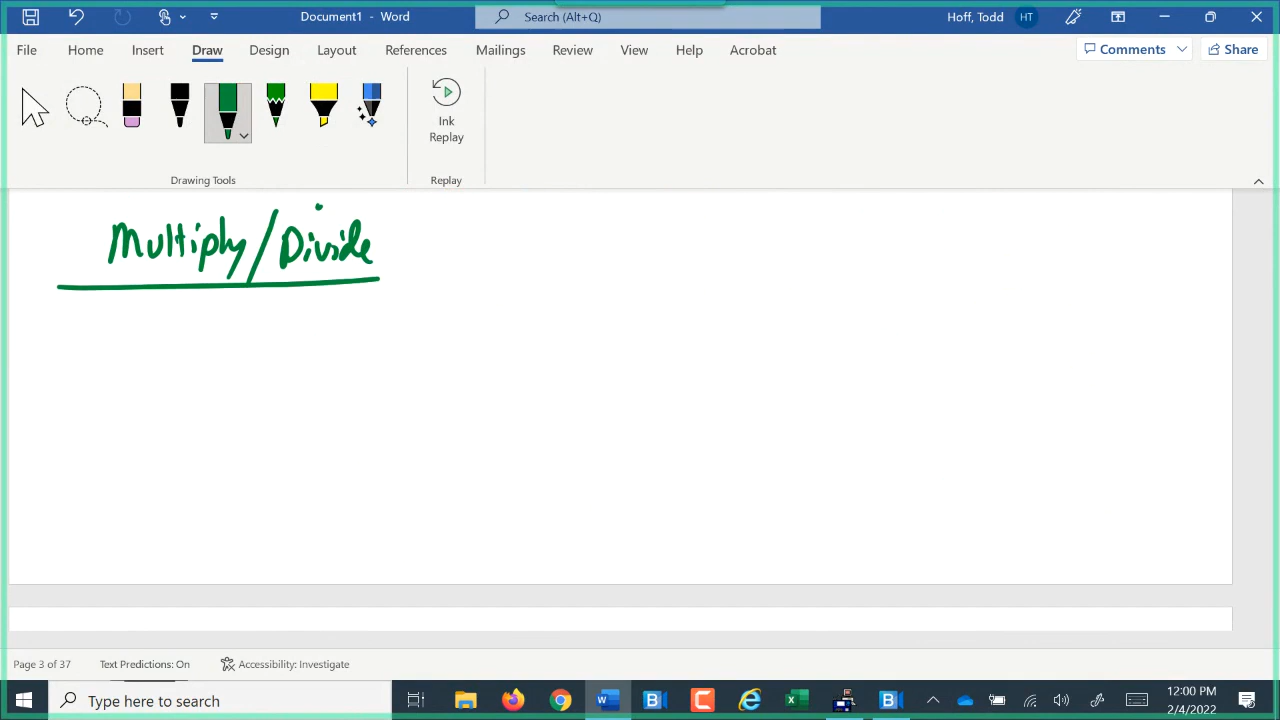 Document1 - Word
Search (Alt+Q)
Hoff, Todd
HT
File Home Insert Draw Design Layout References Mailings Review View Help Acrobat
Comments
Share
Ink
Replay
Drawing Tools
Replay
Multiply/Divide
Page 3 of 37
Text Predictions: On
Accessibility: Investigate
Type here to search
12:00 PM
2/4/2022